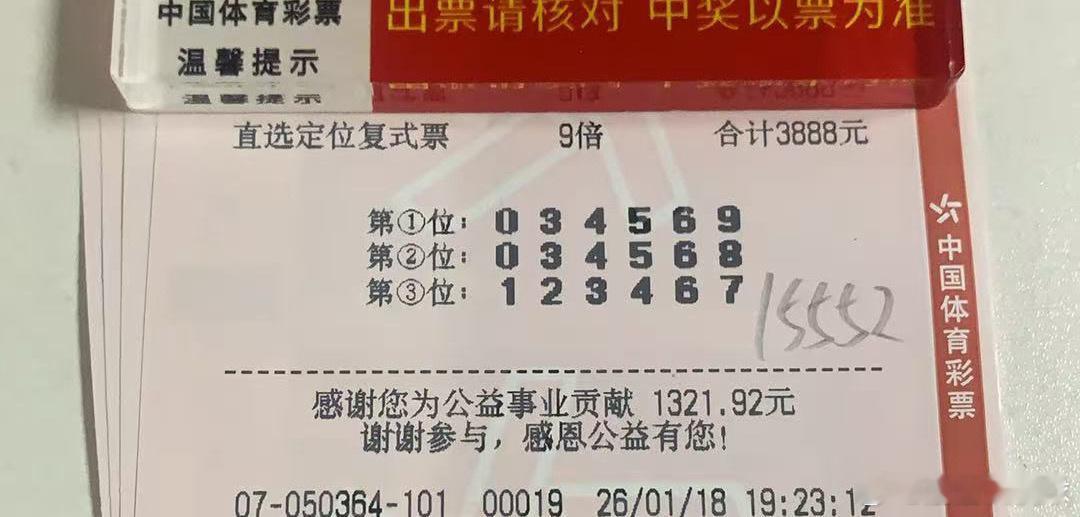 中国体育彩票
温馨提示
出票请核对 中奖以票为准
直选定位复式票 9倍 合计3888元
第①位: 0 3 4 5 6 9
第②位: 0 3 4 5 6 8
第③位: 1 2 3 4 6 7
15552
感谢您为公益事业贡献 1321.92元
谢谢参与,感恩公益有您!
07-050364-101 00019 26/01/18 19:23:12
中国体育彩票